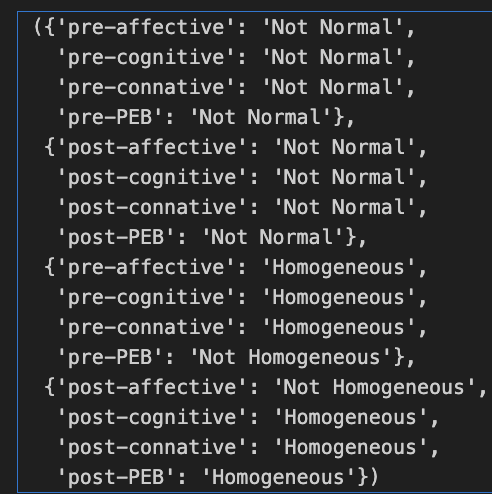 ({'pre-affective': 'Not Normal',
'pre-cognitive': 'Not Normal',
'pre-connative': 'Not Normal',
'pre-PEB': 'Not Normal'},
{'post-affective': 'Not Normal',
'post-cognitive': 'Not Normal',
'post-connative': 'Not Normal',
'post-PEB': 'Not Normal'},
{'pre-affective': 'Homogeneous',
'pre-cognitive': 'Homogeneous',
'pre-connative': 'Homogeneous',
'pre-PEB': 'Not Homogeneous'},
{'post-affective': 'Not Homogeneous',
'post-cognitive': 'Homogeneous',
'post-connative': 'Homogeneous',
'post-PEB': 'Homogeneous'})